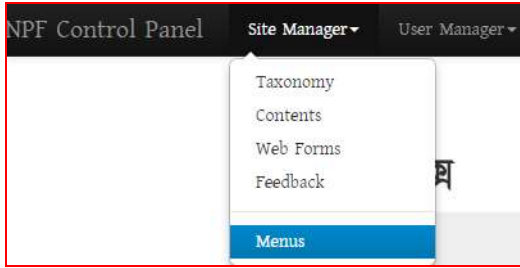 NPF Control Panel Site Manager User Manager
Taxonomy
Contents
Web Forms
Feedback
Menus